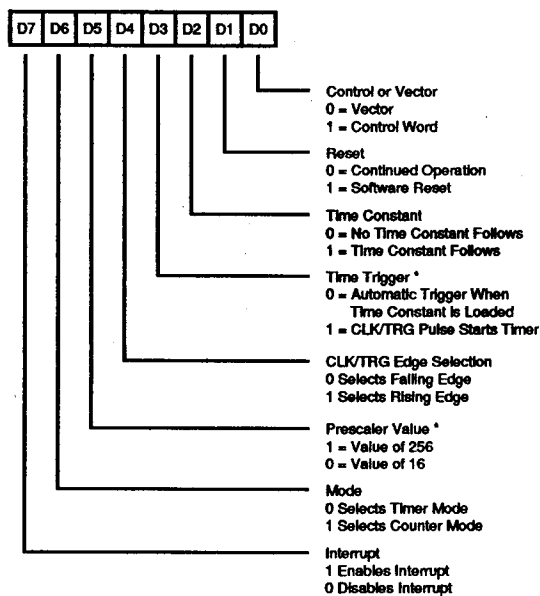 D7 D6 D5 D4 D3 D2 D1 D0
Control or Vector
0 = Vector
1 = Control Word
Reset
0 = Continued Operation
1 = Software Reset
Time Constant
0 = No Time Constant Follows
1 = Time Constant Follows
Time Trigger *
0 = Automatic Trigger When
Time Constant is Loaded
1 = CLK/TRG Pulse Starts Timer
CLK/TRG Edge Selection
0 Selects Falling Edge
1 Selects Rising Edge
Prescaler Value *
1 = Value of 256
0 = Value of 16
Mode
0 Selects Timer Mode
1 Selects Counter Mode
Interrupt
1 Enables Interrupt
0 Disables Interrupt